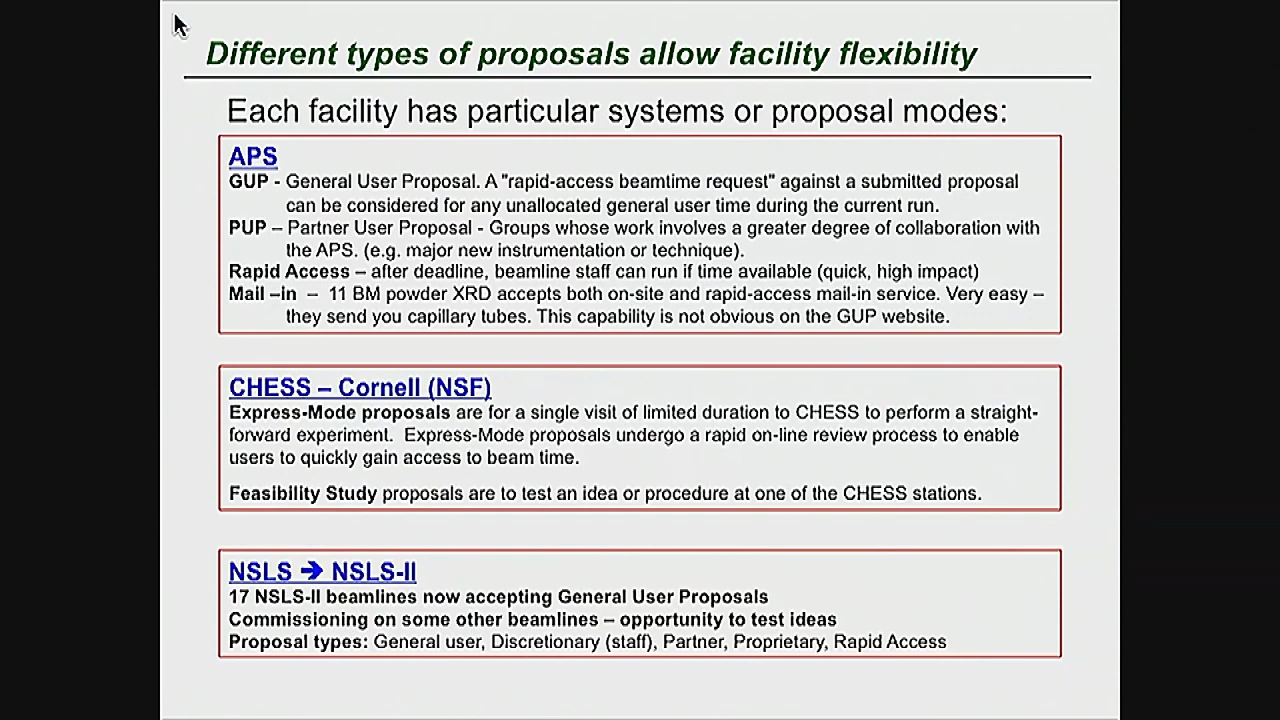 Different types of proposals allow facility flexibility
Each facility has particular systems or proposal modes:
APS
GUP - General User Proposal. A "rapid-access beamtime request" against a submitted proposal
can be considered for any unallocated general user time during the current run.
PUP – Partner User Proposal - Groups whose work involves a greater degree of collaboration with
the APS. (e.g. major new instrumentation or technique).
Rapid Access – after deadline, beamline staff can run if time available (quick, high impact)
Mail –in – 11 BM powder XRD accepts both on-site and rapid-access mail-in service. Very easy –
they send you capillary tubes. This capability is not obvious on the GUP website.
CHESS – Cornell (NSF)
Express-Mode proposals are for a single visit of limited duration to CHESS to perform a straight-
forward experiment. Express-Mode proposals undergo a rapid on-line review process to enable
users to quickly gain access to beam time.
Feasibility Study proposals are to test an idea or procedure at one of the CHESS stations.
NSLS ➔ NSLS-II
17 NSLS-II beamlines now accepting General User Proposals
Commissioning on some other beamlines – opportunity to test ideas
Proposal types: General user, Discretionary (staff), Partner, Proprietary, Rapid Access